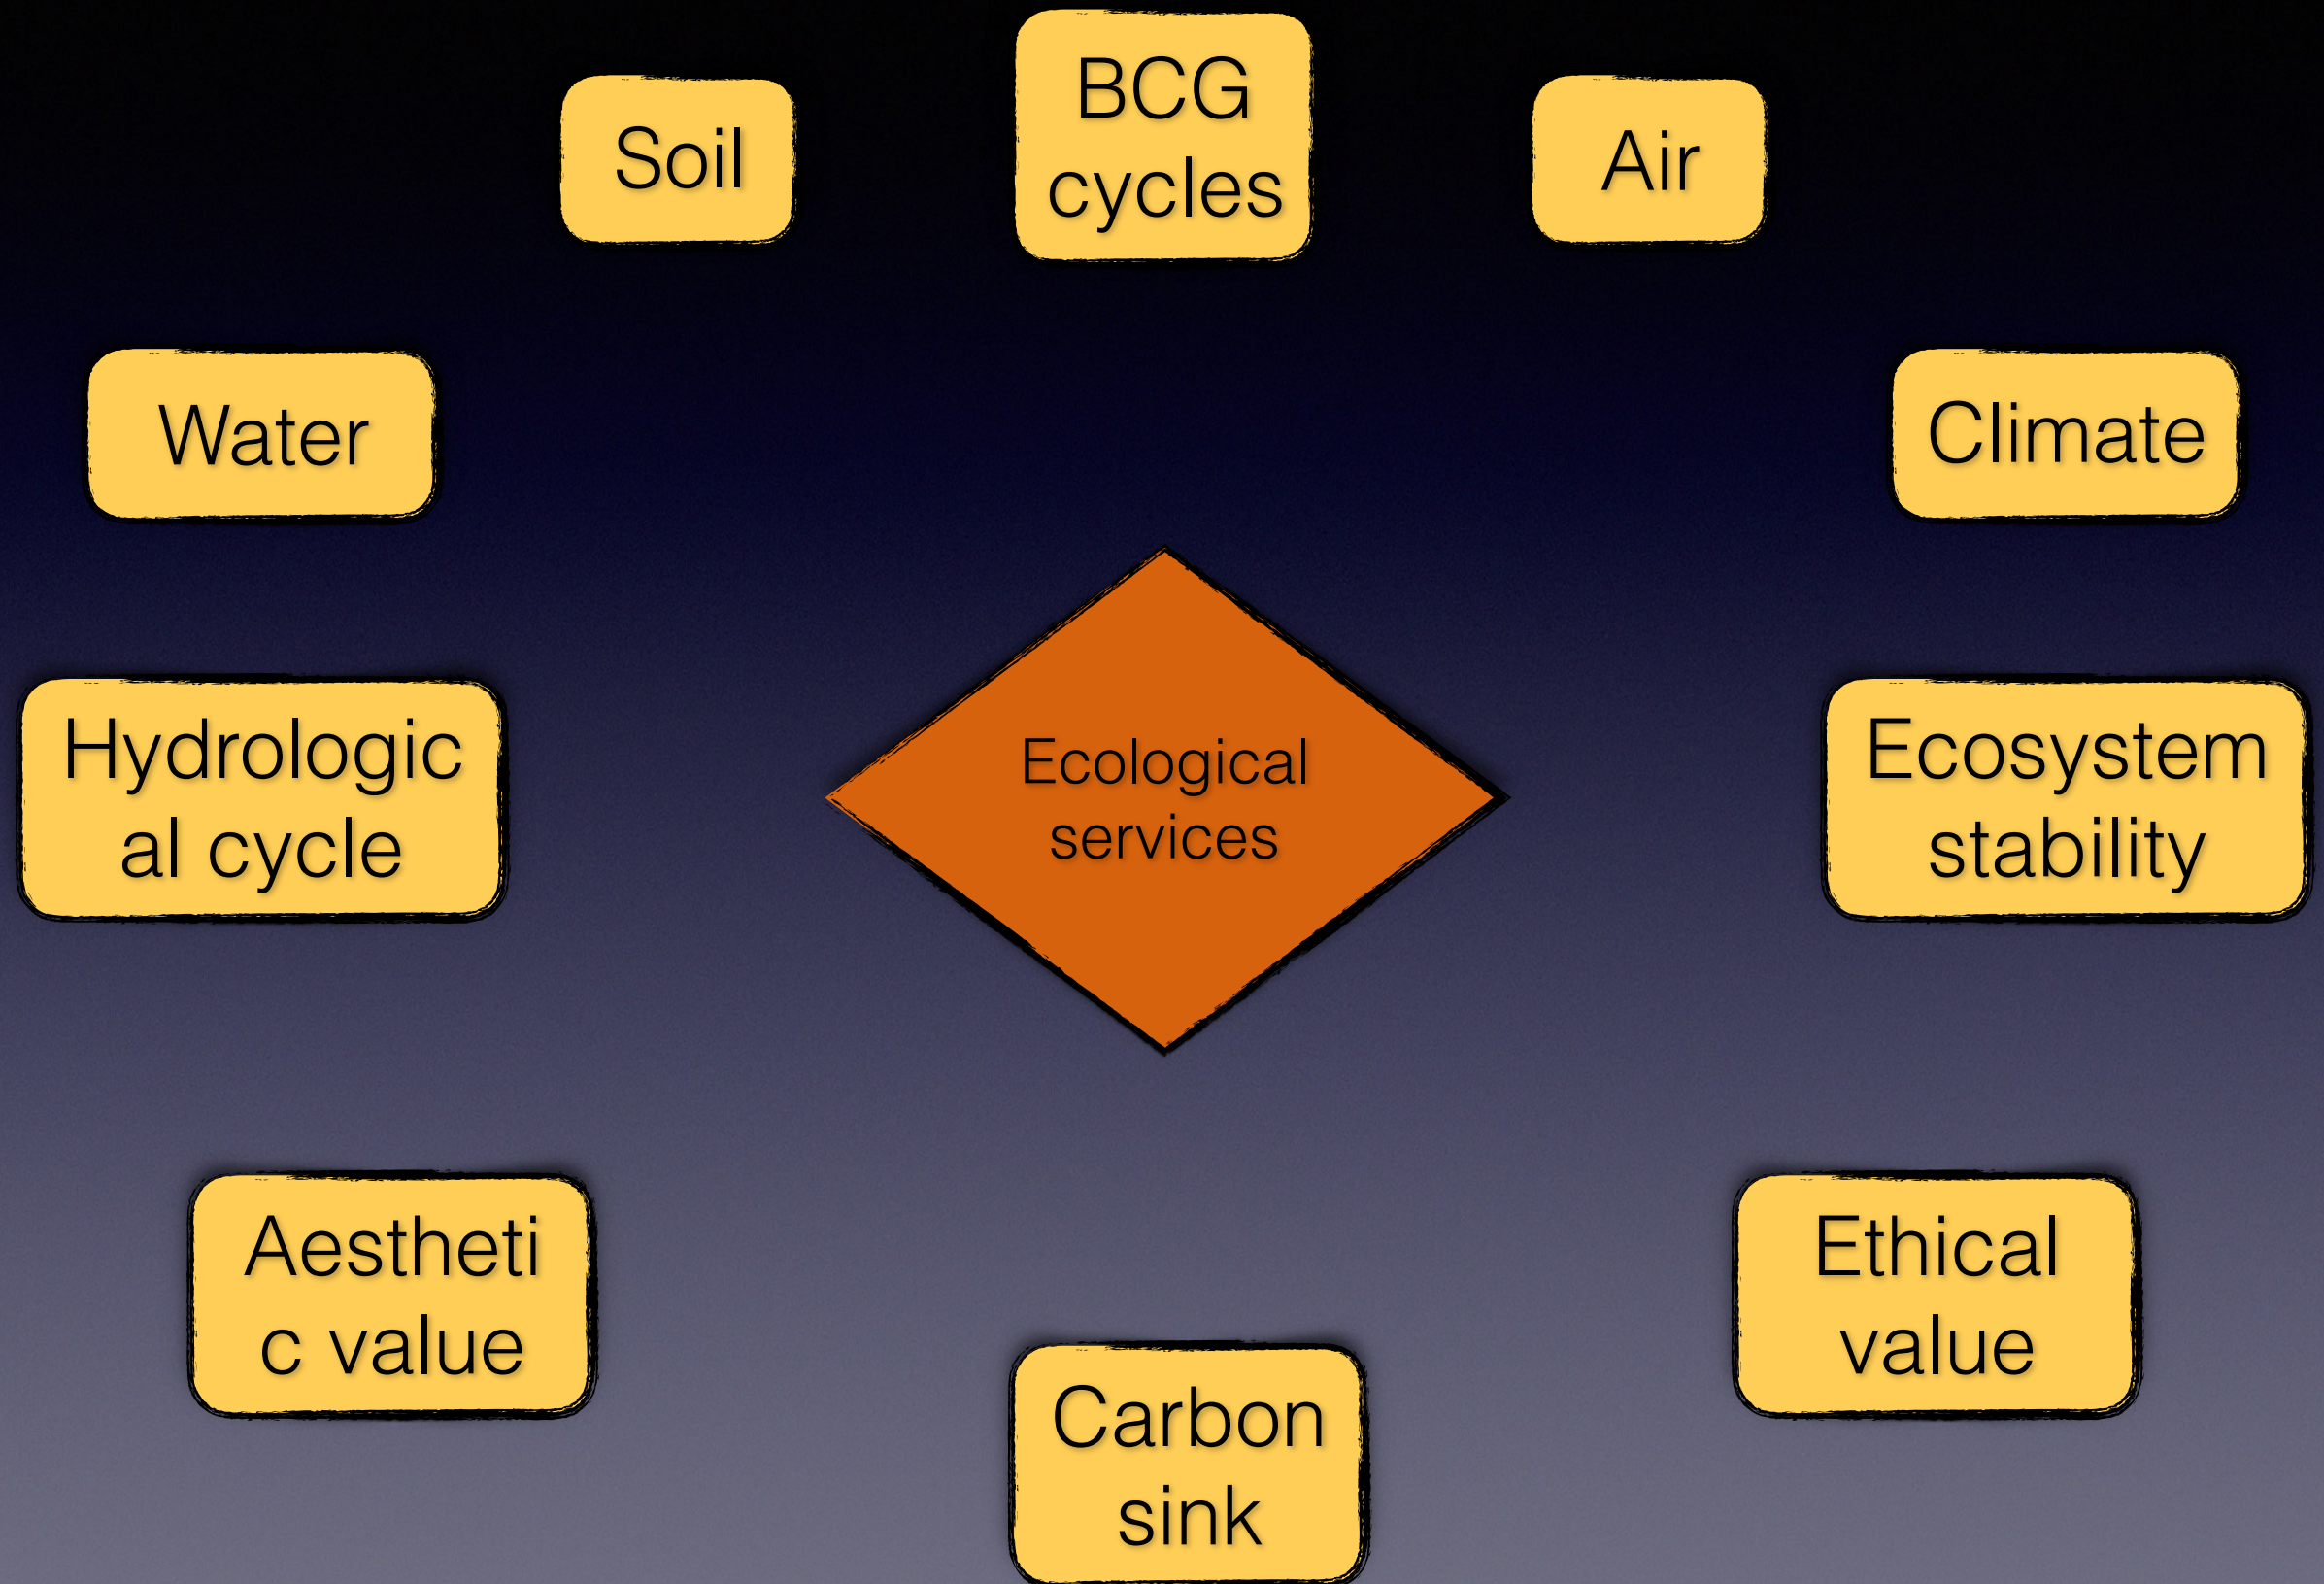 BCG
cycles
Soil
Air
Water
Climate
Hydrologic
al cycle
Ecological
services
Ecosystem
stability
Aestheti
c value
Ethical
value
Carbon
sink